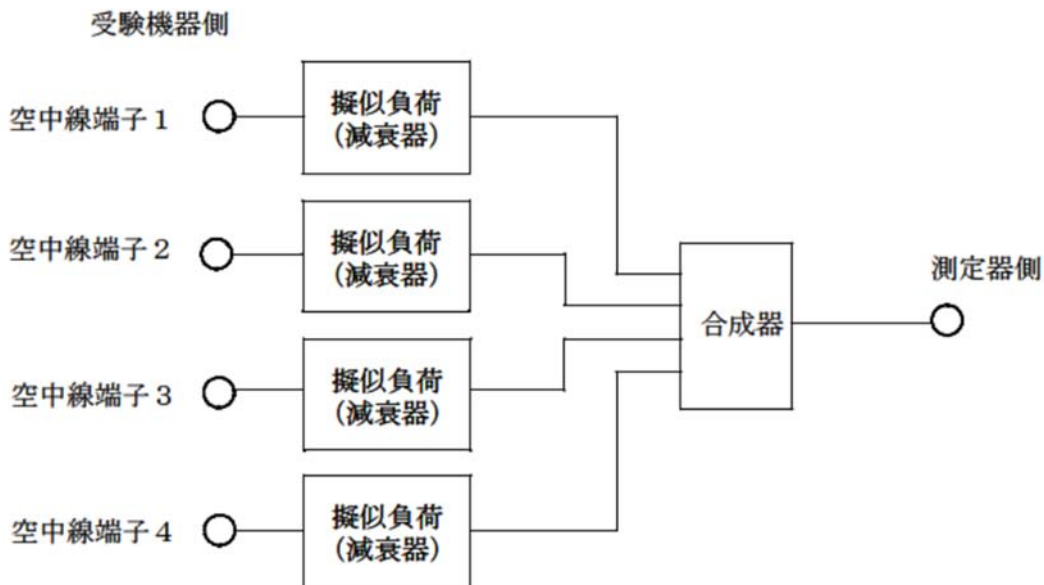 受験機器側
空中線端子１
擬似負荷
（減衰器）
空中線端子２
擬似負荷
（減衰器）
測定器側
合成器
空中線端子３
擬似負荷
（減衰器）
空中線端子４
擬似負荷
（減衰器）